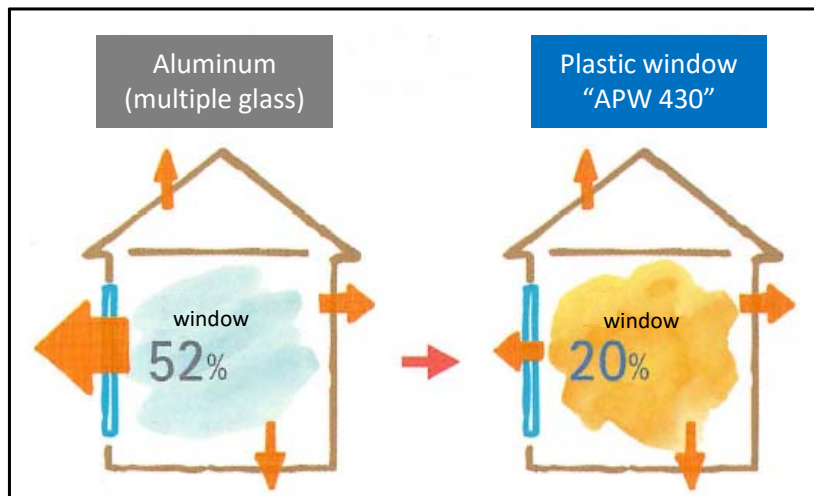 Aluminum
(multiple glass)
Plastic window
“APW 430”
window
52%
window
20%